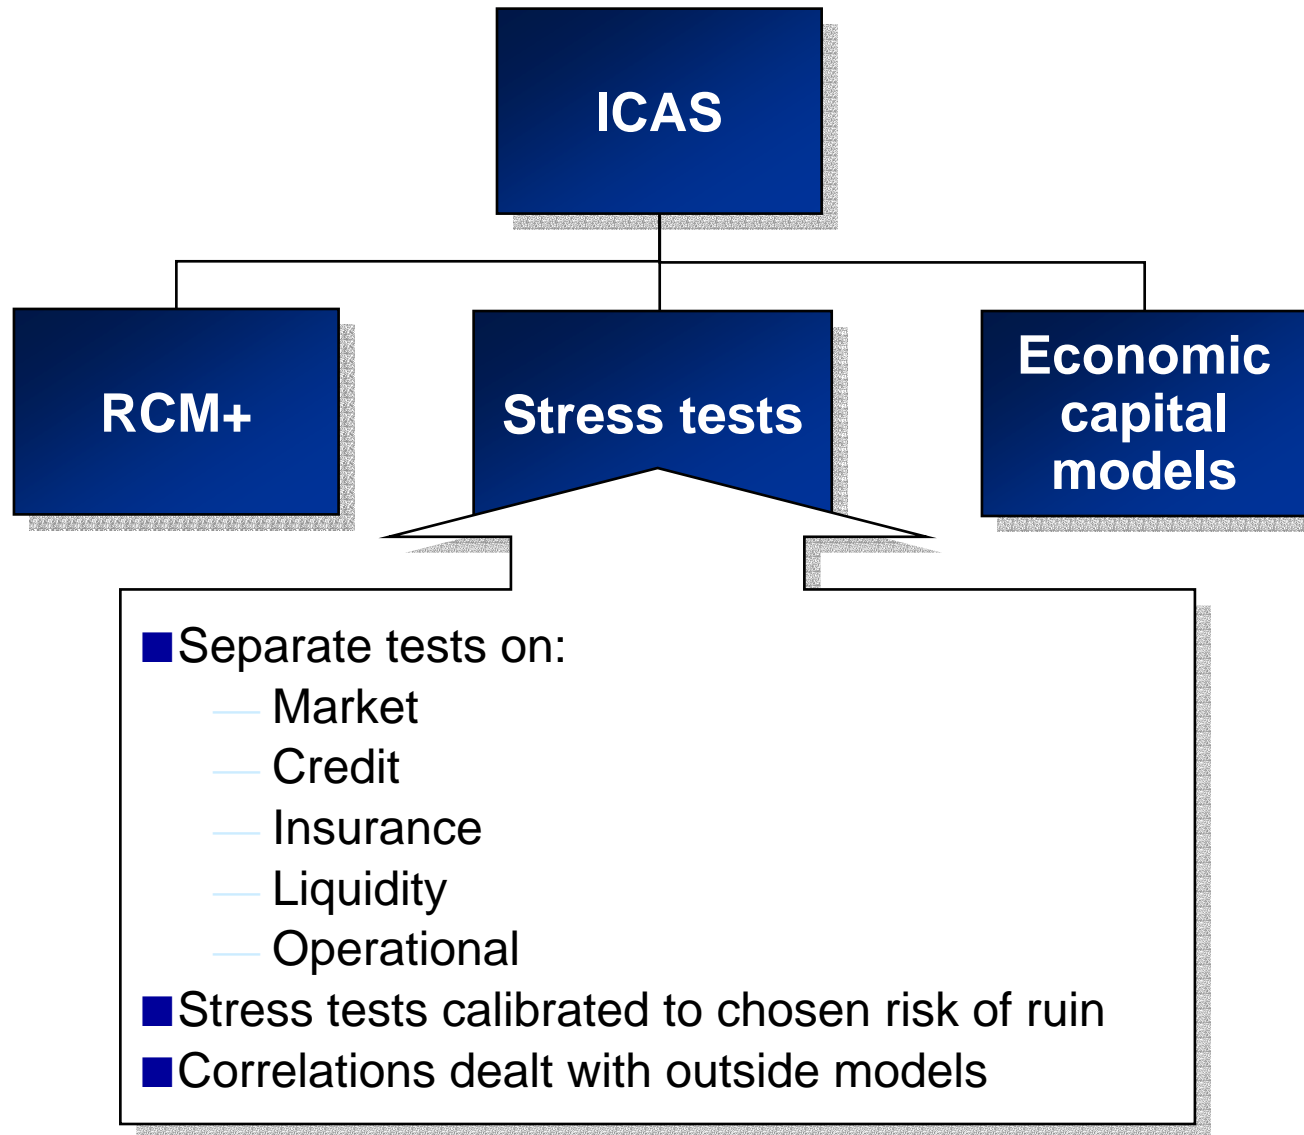 ICAS
RCM+
Stress tests
Economic
capital
models
■Separate tests on:
— Market
— Credit
— Insurance
— Liquidity
— Operational
■Stress tests calibrated to chosen risk of ruin
■Correlations dealt with outside models